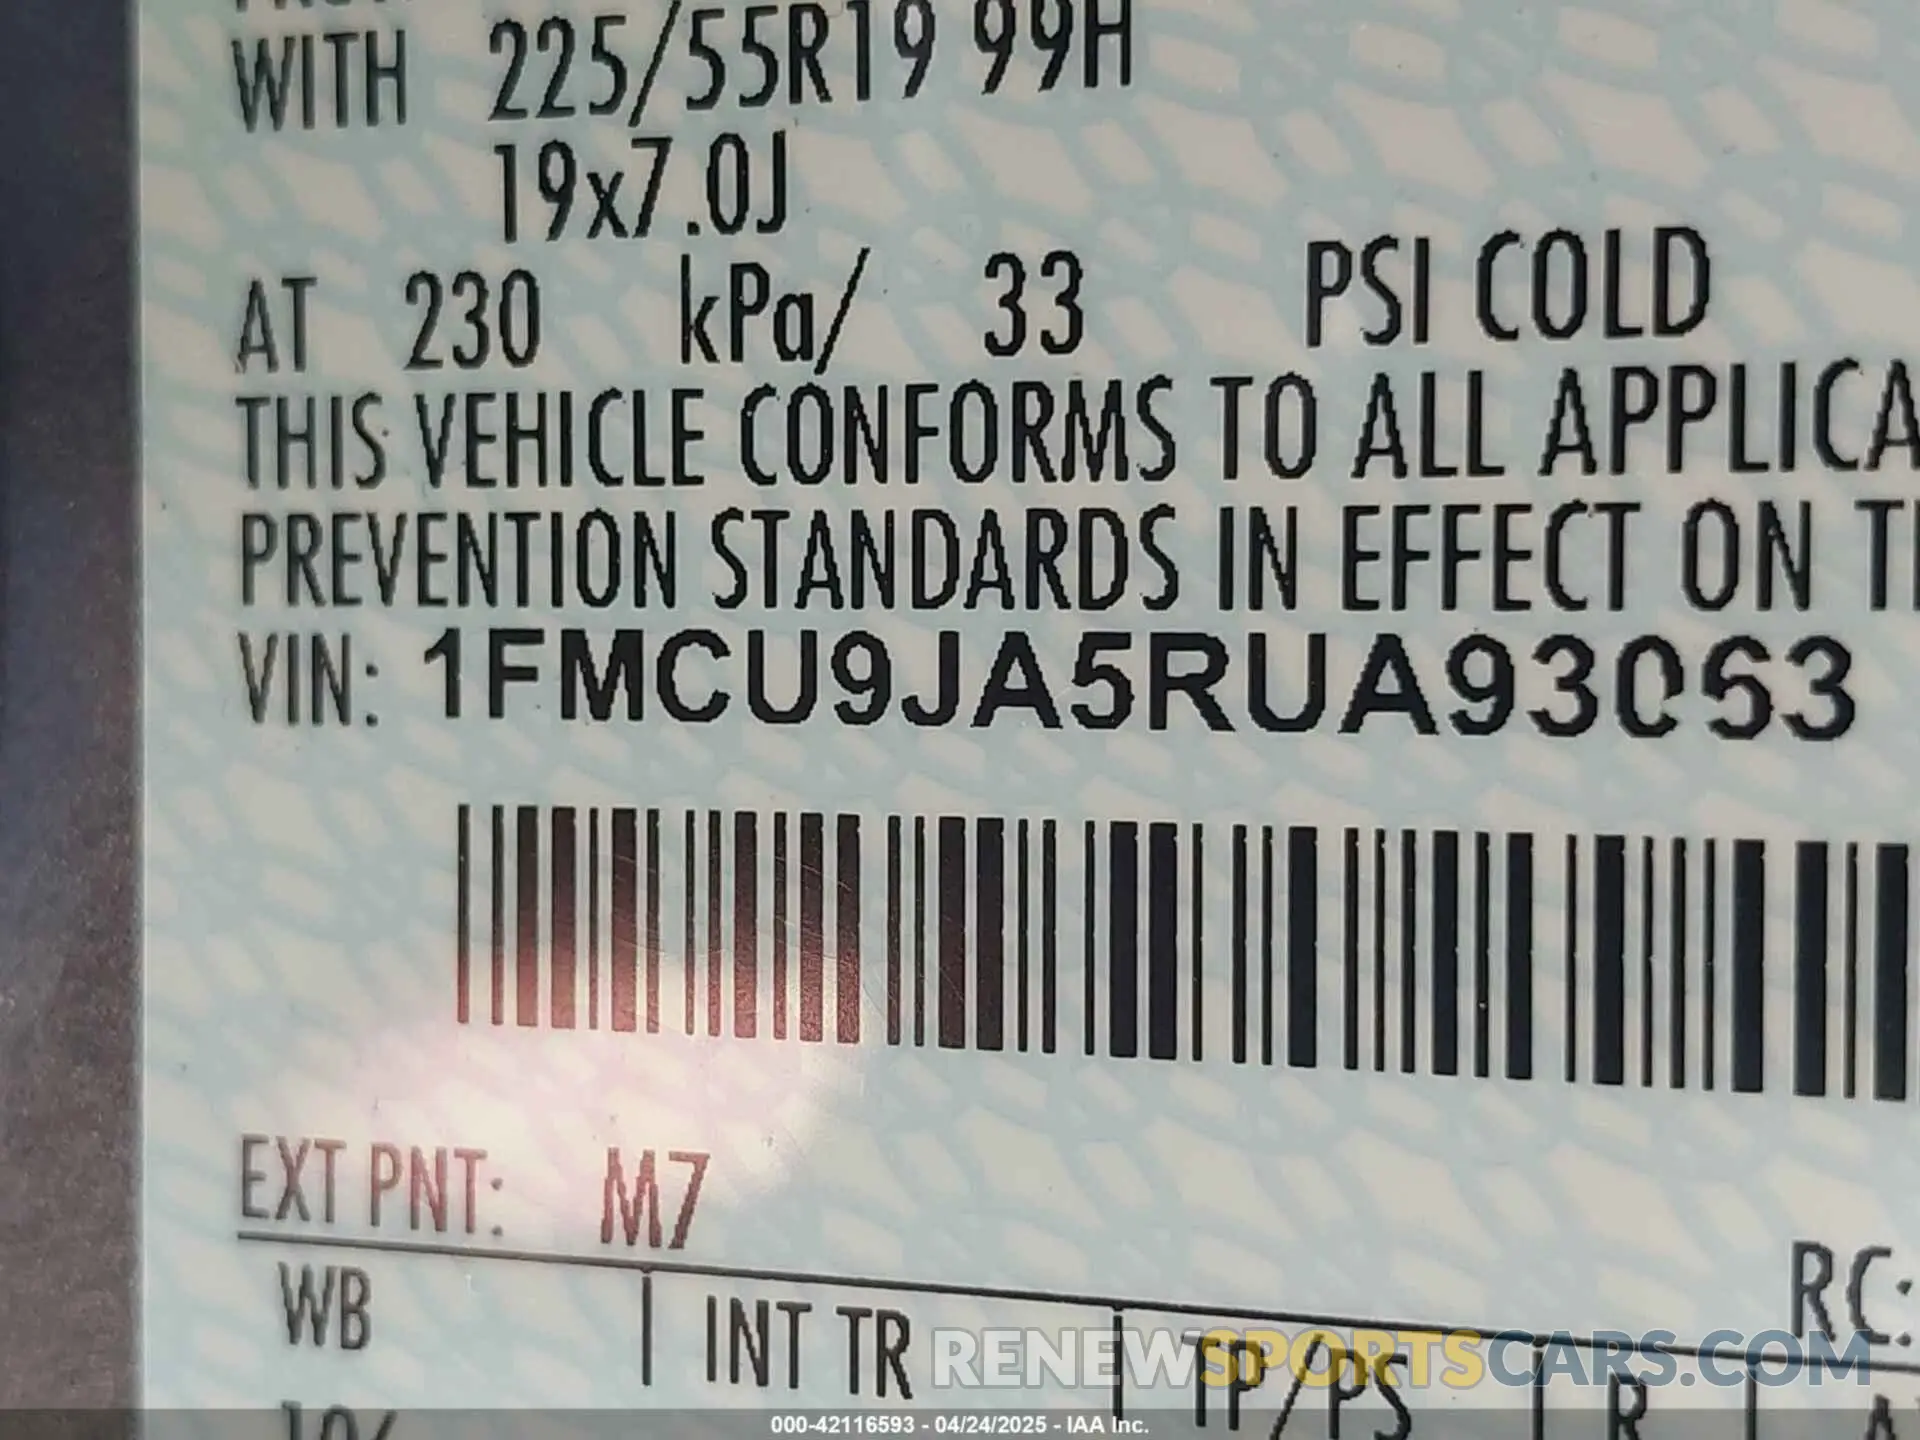 WITH 225/55R19 99H
19x7.0J
AT 230 kPa/ 33 PSI COLD
THIS VEHICLE CONFORMS TO ALL
PREVENTION STANDARDS IN EFFECT ON
VIN: 1FMCU9JA5RUA93063
EXT PNT: M7
RC:
WB INT TR TP/PS R
RENEWSPORTSCARS.COM
000-42116593 - 04/24/2025 - IAA Inc.